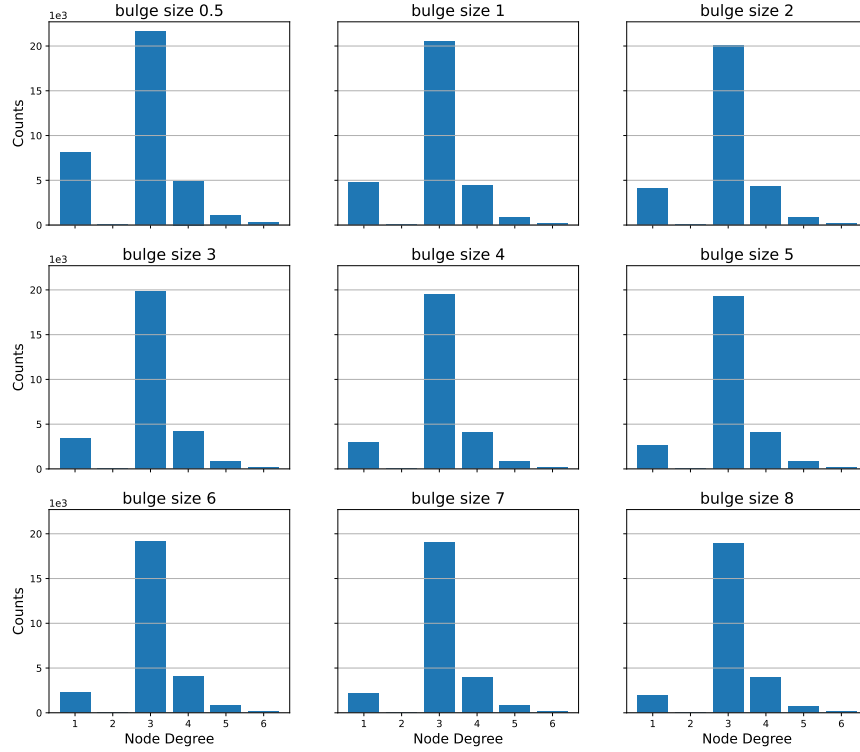 bulge size 0.5 bulge size 1 bulge size 2
1e3
20
15
10
5
0
Counts
bulge size 3 bulge size 4 bulge size 5
1e3
20
15
10
5
0
Counts
bulge size 6 bulge size 7 bulge size 8
1e3
20
15
10
5
0
Counts
1 2 3 4 5 6 1 2 3 4 5 6 1 2 3 4 5 6
Node Degree Node Degree Node Degree